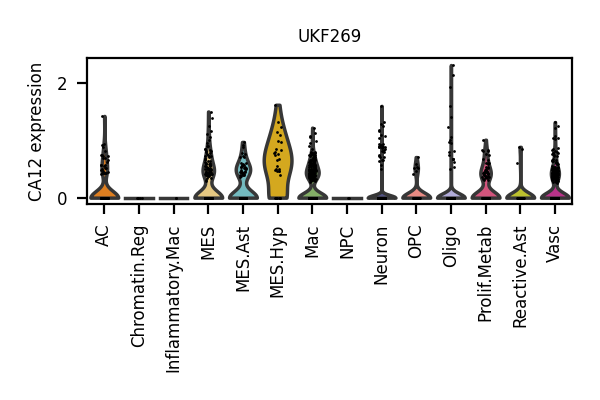 UKF269
CA12 expression
2
0
AC
Chromatin.Reg
Inflammatory.Mac
MES
MES.Ast
MES.Hyp
Mac
NPC
Neuron
OPC
Oligo
Prolif.Metab
Reactive.Ast
Vasc